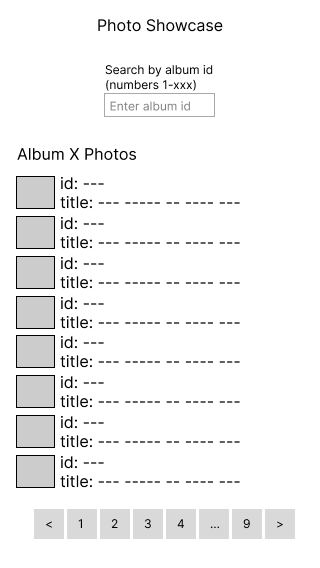 Photo Showcase
Search by album id
(numbers 1-xxx)
Enter album id
Album X Photos
id: ---
title: --- ----- -- ---- ---
id: ---
title: --- ----- -- ---- ---
id: ---
title: --- ----- -- ---- ---
id: ---
title: --- ----- -- ---- ---
id: ---
title: --- ----- -- ---- ---
id: ---
title: --- ----- -- ---- ---
id: ---
title: --- ----- -- ---- ---
id: ---
title: --- ----- -- ---- ---
< 1 2 3 4 ... 9 >